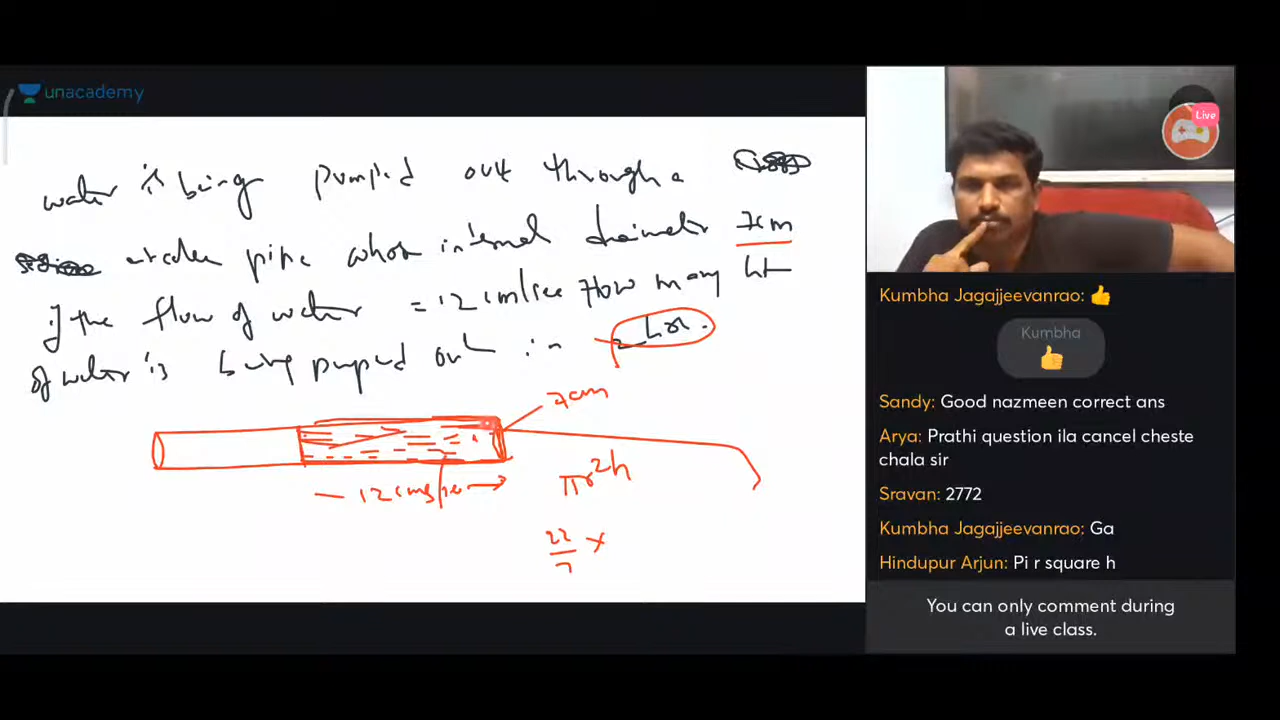 unacademy
water is being pumped out through a
pipe whose internal diameter 7cm
If the flow of water = 12 cm/sec How many lit
of water is being pumped out in hr.
7cm
12 cm
πr²h
22/7 ×
Live
Kumbha Jagajjeevanrao: 👍
Kumbha
👍
Sandy: Good nazmeen correct ans
Arya: Prathi question ila cancel cheste
chala sir
Sravan: 2772
Kumbha Jagajjeevanrao: Ga
Hindupur Arjun: Pi r square h
You can only comment during
a live class.